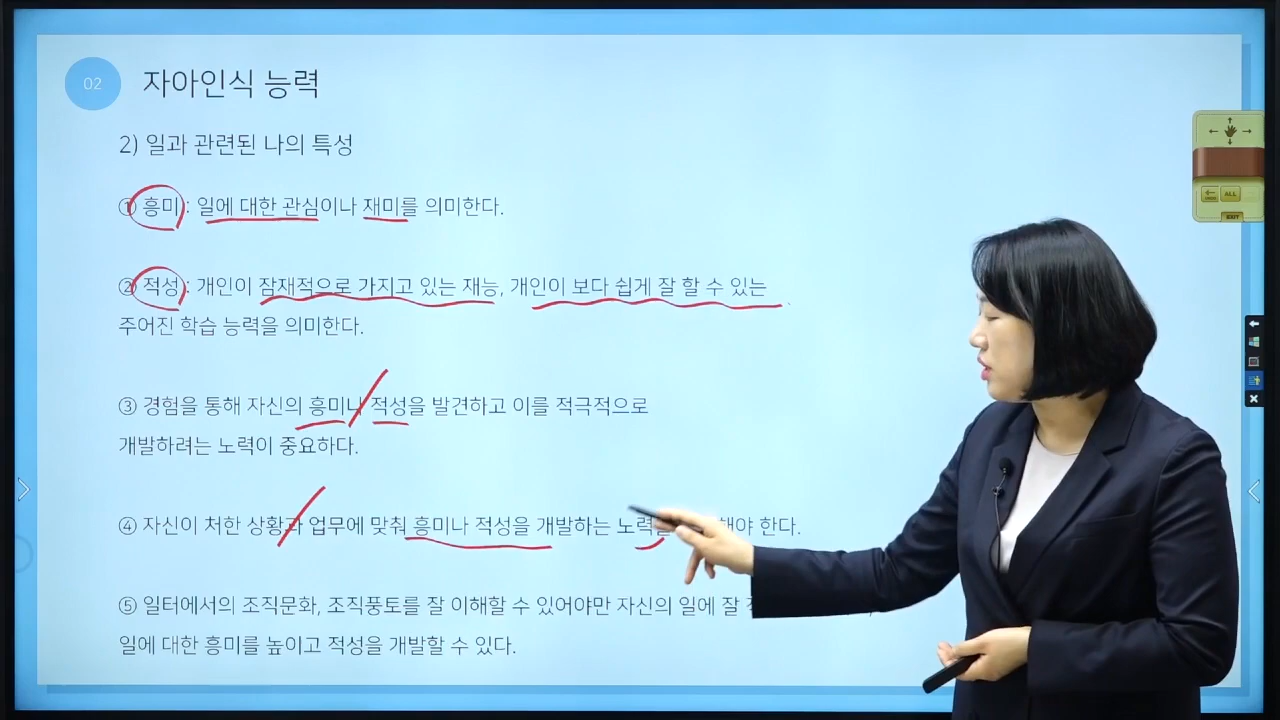 02 자아인식 능력
2) 일과 관련된 나의 특성
① 흥미 : 일에 대한 관심이나 재미를 의미한다.
② 적성 : 개인이 잠재적으로 가지고 있는 재능, 개인이 보다 쉽게 잘 할 수 있는
주어진 학습 능력을 의미한다.
③ 경험을 통해 자신의 흥미나 적성을 발견하고 이를 적극적으로
개발하려는 노력이 중요하다.
④ 자신이 처한 상황과 업무에 맞춰 흥미나 적성을 개발하는 노력을 해야 한다.
⑤ 일터에서의 조직문화, 조직풍토를 잘 이해할 수 있어야만 자신의 일에 잘
일에 대한 흥미를 높이고 적성을 개발할 수 있다.
ALL
EXIT